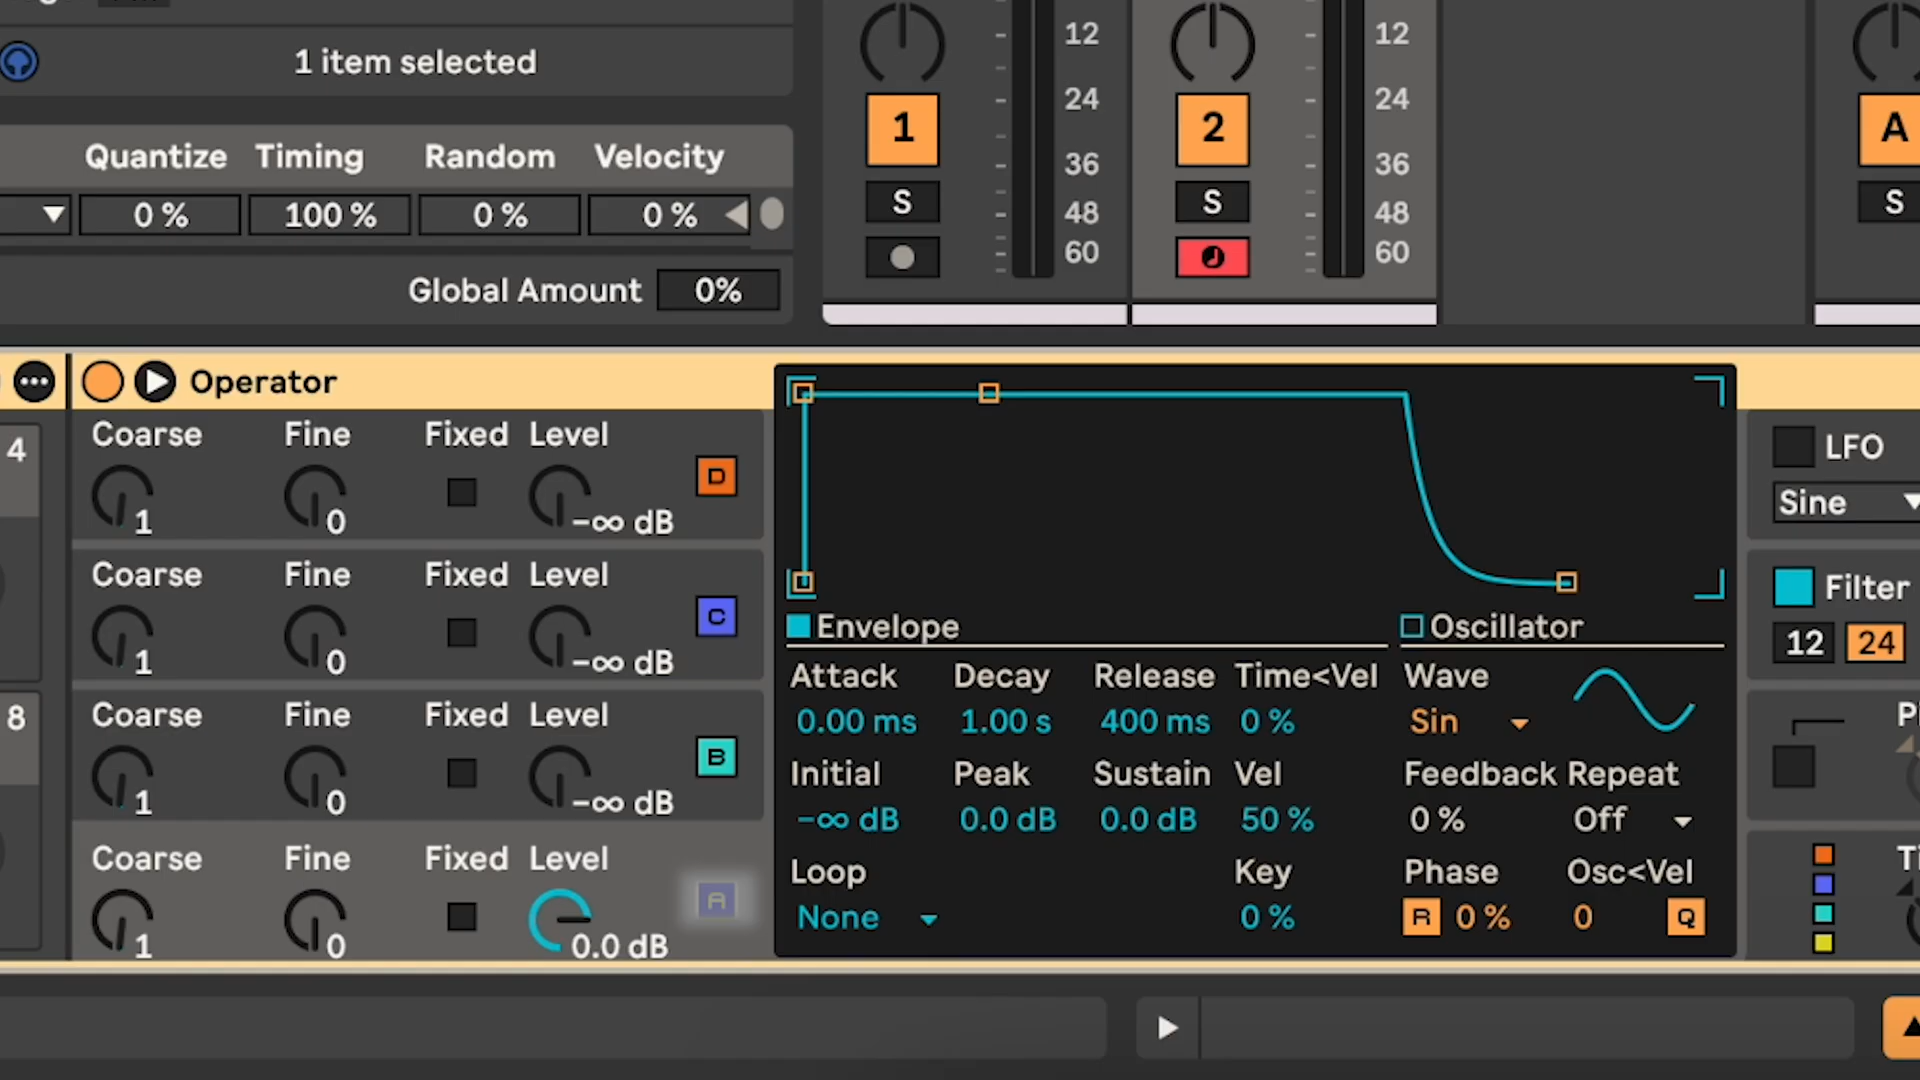 1 item selected
Quantize Timing Random Velocity
0 % 100 % 0 % 0 %
Global Amount 0%
12 12
1 24 2 24 A
36 36
S 48 S 48 S
60 60
Operator
4
8
Coarse Fine Fixed Level
1 0 -∞ dB D
Coarse Fine Fixed Level
1 0 -∞ dB C
Coarse Fine Fixed Level
1 0 -∞ dB B
Coarse Fine Fixed Level
1 0 0.0 dB A
Envelope Oscillator
Attack Decay Release Time<Vel Wave
0.00 ms 1.00 s 400 ms 0 % Sin
Initial Peak Sustain Vel Feedback Repeat
-∞ dB 0.0 dB 0.0 dB 50 % 0 % Off
Loop Key Phase Osc<Vel
None 0 % R 0 % 0 Q
LFO
Sine
Filter
12 24